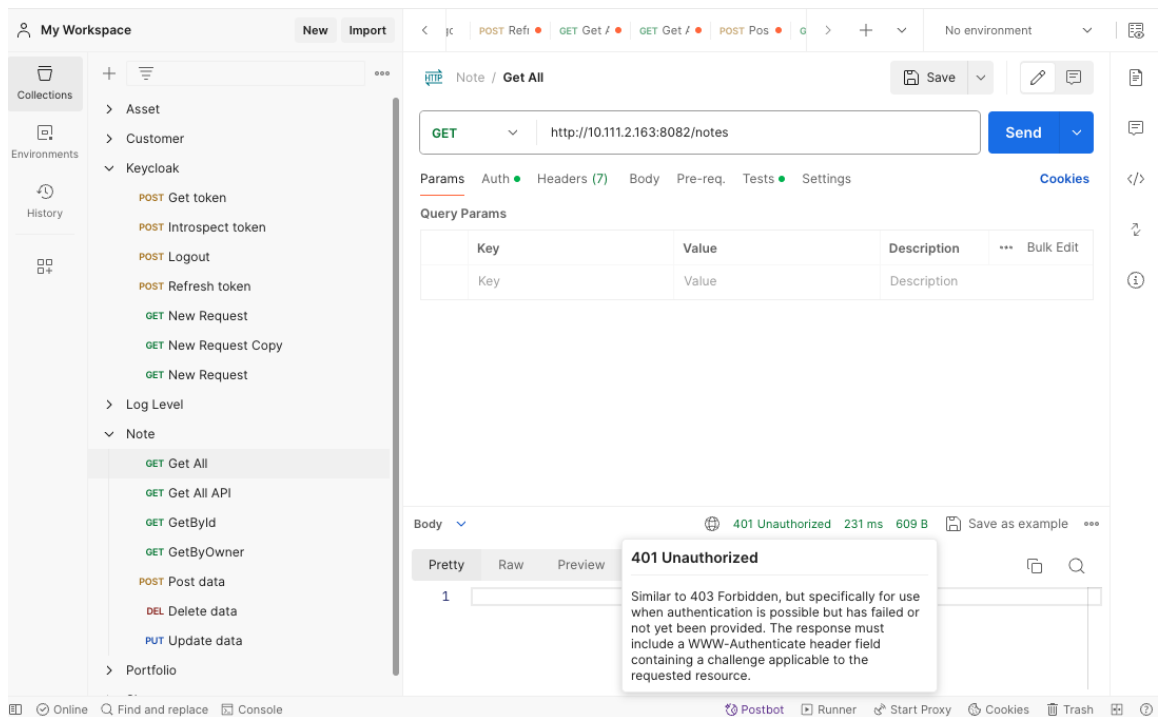 My Workspace
New
Import
POST Refr
GET Get A
GET Get A
POST Pos
No environment
Collections
Environments
History
Asset
Customer
Keycloak
POST Get token
POST Introspect token
POST Logout
POST Refresh token
GET New Request
GET New Request Copy
GET New Request
Log Level
Note
GET Get All
GET Get All API
GET GetById
GET GetByOwner
POST Post data
DEL Delete data
PUT Update data
Portfolio
HTTP Note / Get All
Save
GET
http://10.111.2.163:8082/notes
Send
Params Auth Headers (7) Body Pre-req. Tests Settings
Cookies
Query Params
Key Value Description Bulk Edit
Key Value Description
Body
401 Unauthorized 231 ms 609 B Save as example
Pretty Raw Preview
1
401 Unauthorized
Similar to 403 Forbidden, but specifically for use
when authentication is possible but has failed or
not yet been provided. The response must
include a WWW-Authenticate header field
containing a challenge applicable to the
requested resource.
Online Find and replace Console
Postbot Runner Start Proxy Cookies Trash